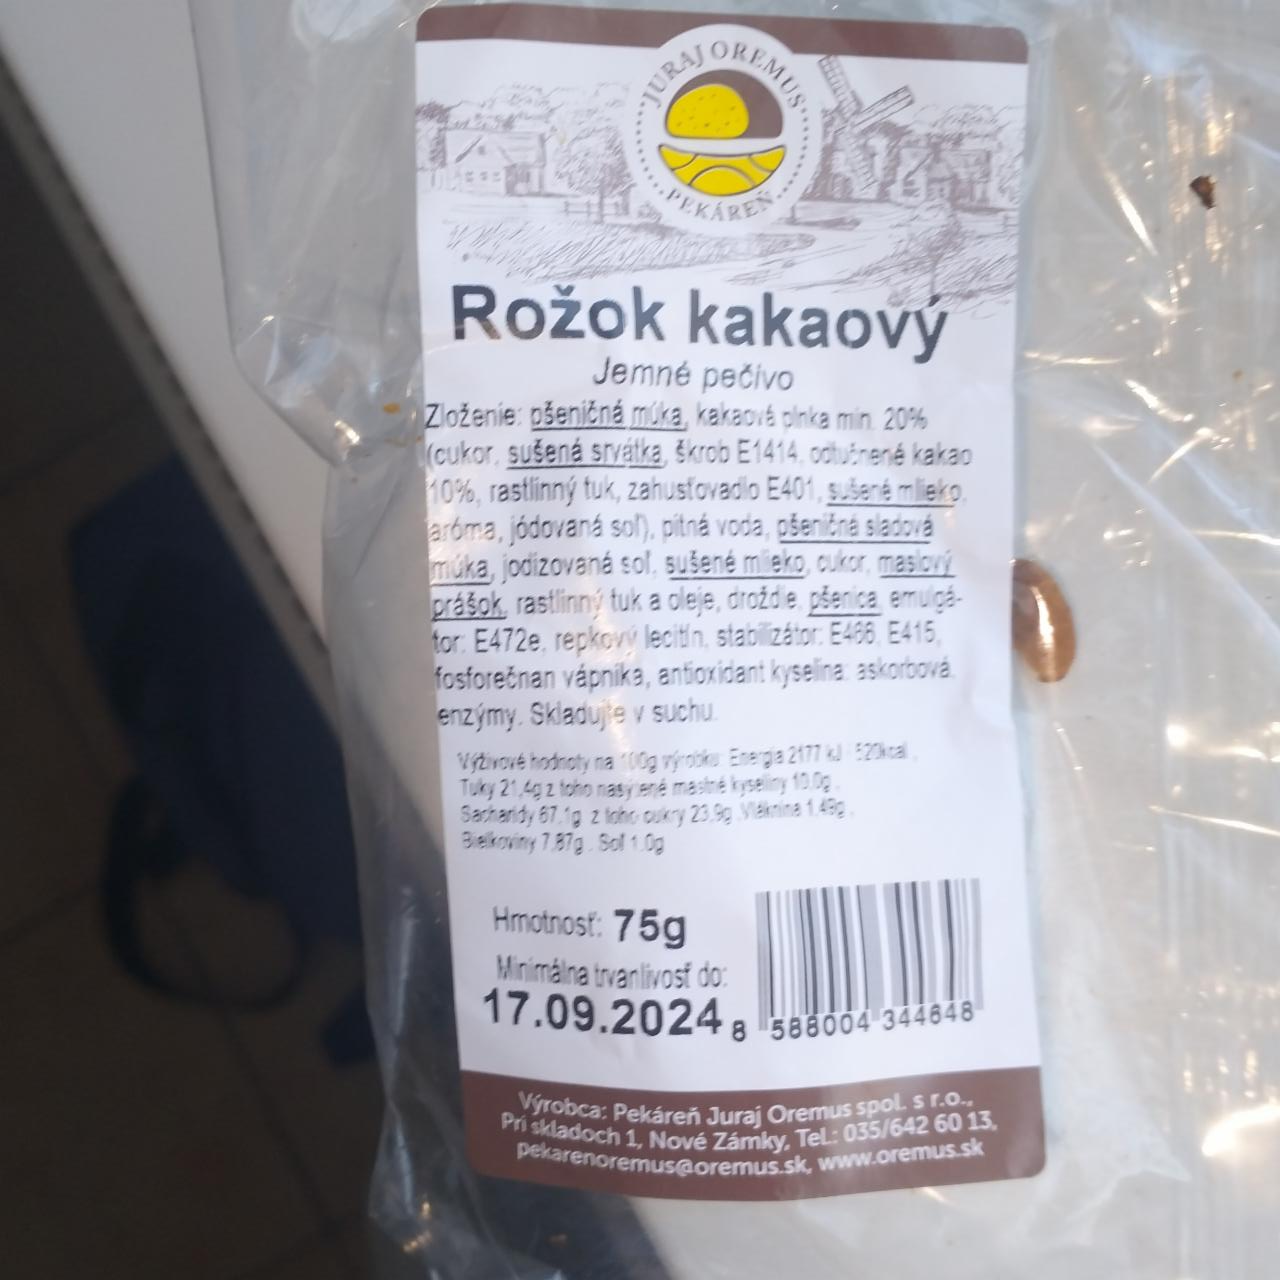 JURAJ OREMUS
PEKÁREŇ
Rožok kakaový
Jemné pečivo
Zloženie: pšeničná múka, kakaová plnka min. 20%
(cukor, sušená srvátka, škrob E1414, odtučnené kakao
10%, rastlinný tuk, zahusťovadlo E401, sušené mlieko,
aróma, jódovaná soľ), pitná voda, pšeničná sladová
múka, jodizovaná soľ, sušené mlieko, cukor, maslový
prášok, rastlinný tuk a oleje, droždie, pšenica, emulgá-
tor: E472e, repkový lecitín, stabilizátor: E466, E415,
fosforečnan vápnika, antioxidant kyselina: askorbová,
enzýmy. Skladujte v suchu.
Výživové hodnoty na 100g výrobku: Energia 2177 kJ - 520kcal ,
Tuky 21,4g z toho nasýtené mastné kyseliny 10,0g ,
Sacharidy 67,1g z toho cukry 23,9g ,Vláknina 1,49g ,
Bielkoviny 7,87g , Soľ 1,0g
Hmotnosť: 75g
Minimálna trvanlivosť do:
17.09.2024
8 588004 344648
Výrobca: Pekáreň Juraj Oremus spol. s r.o.,
Pri skladoch 1, Nové Zámky, Tel.: 035/642 60 13,
pekarenoremus@oremus.sk, www.oremus.sk